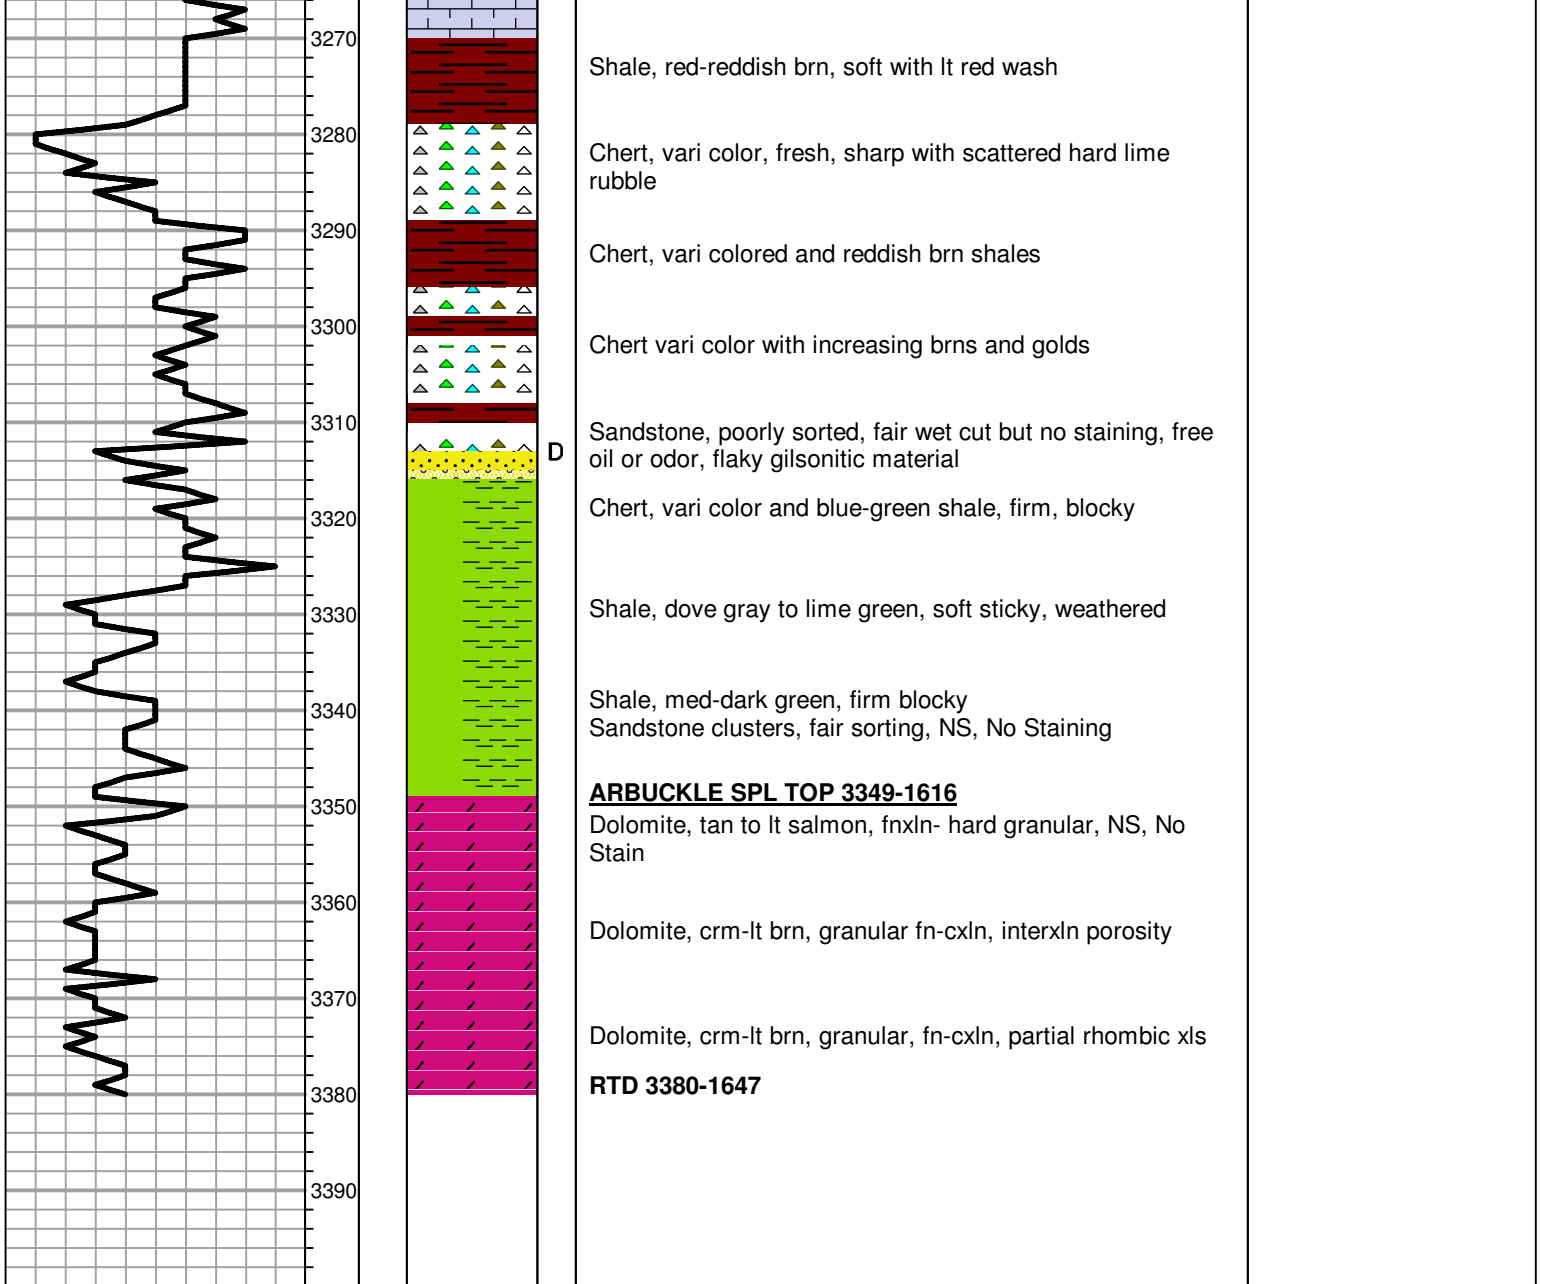 3270
Shale, red-reddish brn, soft with lt red wash
3280
Chert, vari color, fresh, sharp with scattered hard lime
rubble
3290
Chert, vari colored and reddish brn shales
3300
Chert vari color with increasing brns and golds
3310
Sandstone, poorly sorted, fair wet cut but no staining, free
D
oil or odor, flaky gilsonitic material
3320
Chert, vari color and blue-green shale, firm, blocky
3330
Shale, dove gray to lime green, soft sticky, weathered
3340
Shale, med-dark green, firm blocky
Sandstone clusters, fair sorting, NS, No Staining
ARBUCKLE SPL TOP 3349-1616
3350
Dolomite, tan to lt salmon, fnxln- hard granular, NS, No
Stain
3360
Dolomite, crm-lt brn, granular fn-cxln, interxln porosity
3370
Dolomite, crm-lt brn, granular, fn-cxln, partial rhombic xls
RTD 3380-1647
3380
3390